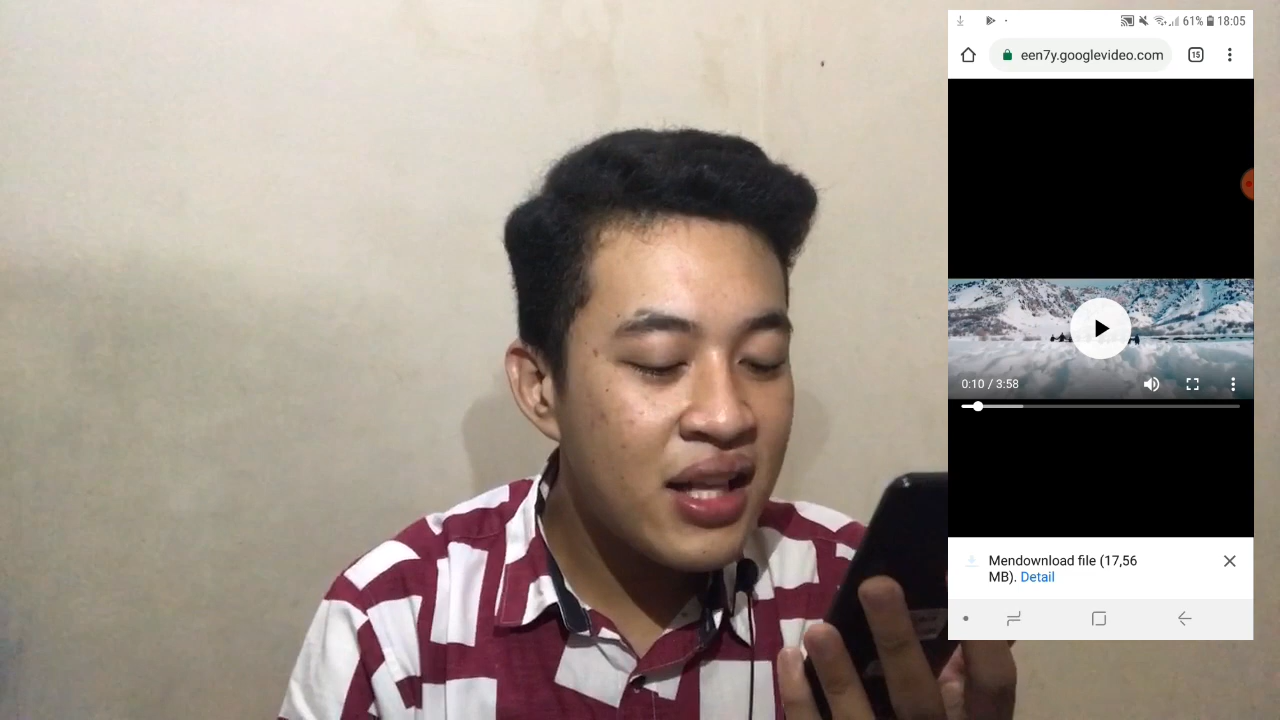 61% 18:05
een7y.googlevideo.com 15
0:10 / 3:58
Mendownload file (17,56
MB). Detail